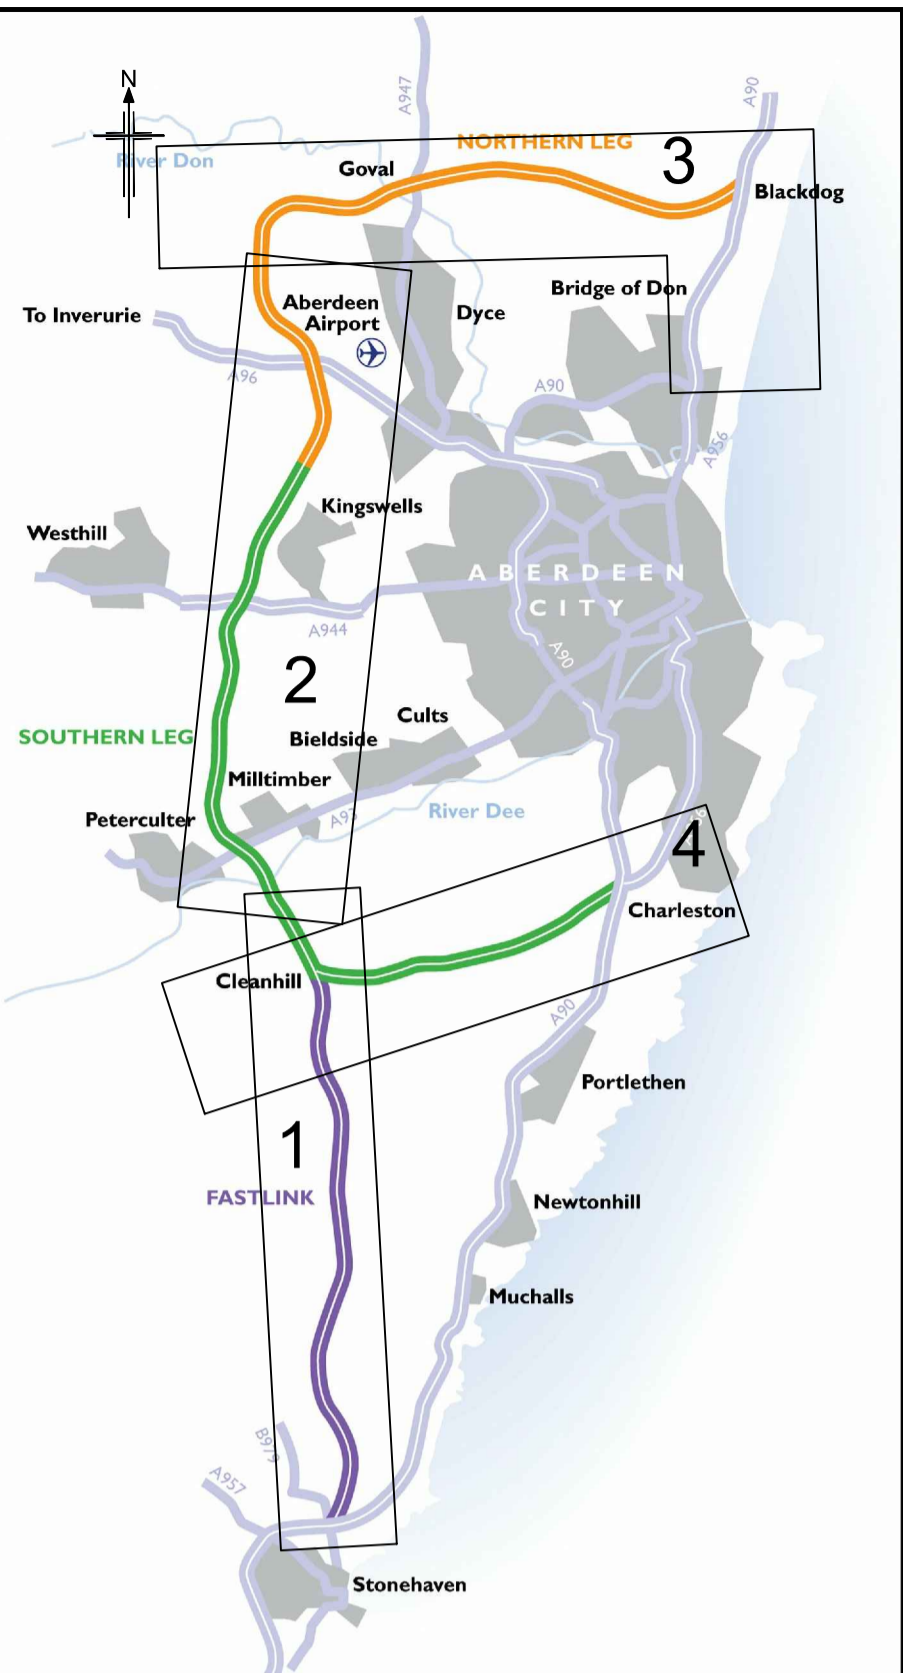 N
A947
A90
River Don
NORTHERN LEG
3
Goval
Blackdog
To Inverurie
Aberdeen
Airport
Dyce
Bridge of Don
A96
A90
A956
Kingswells
Westhill
ABERDEEN
CITY
A944
A90
2
SOUTHERN LEG
Cults
Bieldside
Milltimber
Peterculter
A93
River Dee
4
Charleston
Cleanhill
A90
Portlethen
1
FASTLINK
Newtonhill
Muchalls
B979
A957
Stonehaven